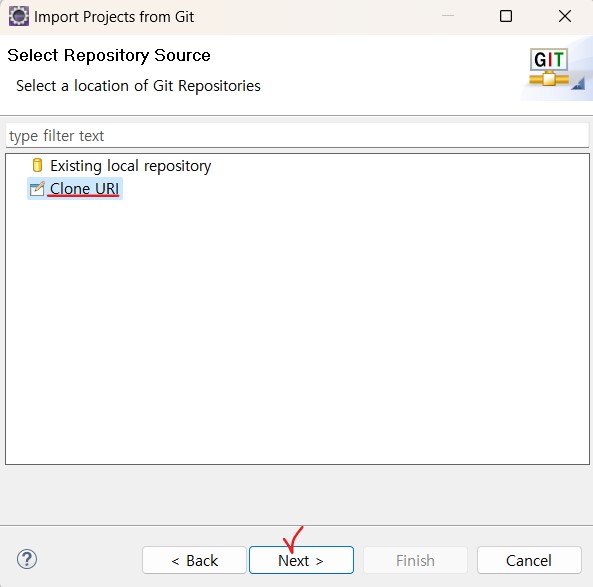 Import Projects from Git
Select Repository Source
Select a location of Git Repositories
GIT
type filter text
Existing local repository
Clone URI
?
< Back
Next >
Finish
Cancel